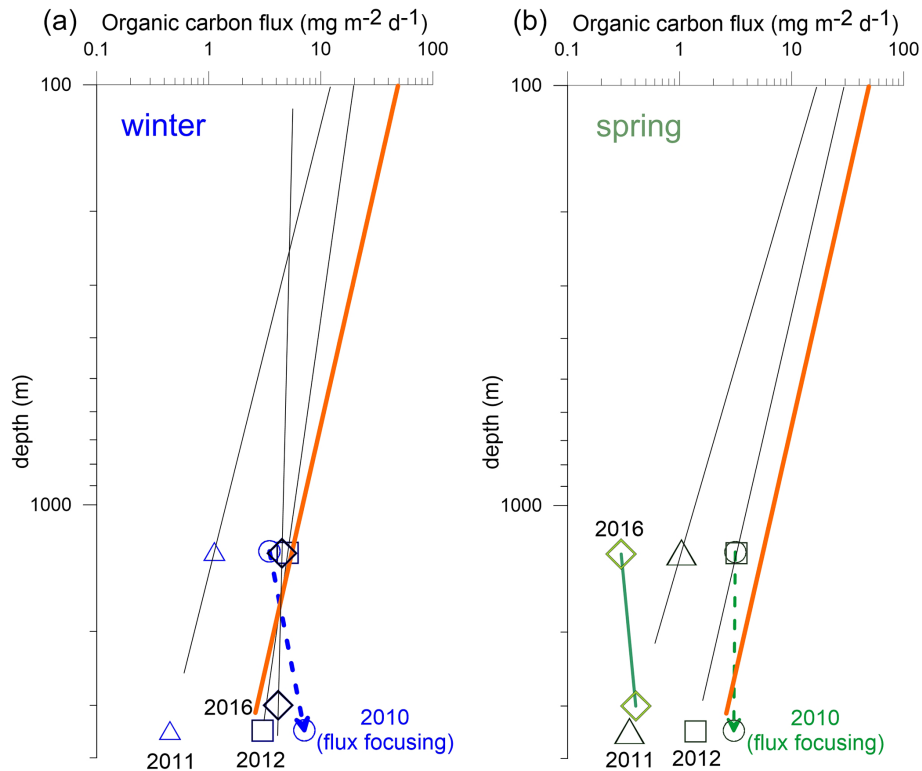 (a) Organic carbon flux (mg m-2 d-1)
0.1 1 10 100
100
winter
depth (m)
1000
2016
2011
2012
2010
(flux focusing)
(b) Organic carbon flux (mg m-2 d-1)
0.1 1 10 100
100
spring
depth (m)
1000
2016
2011
2012
2010
(flux focusing)